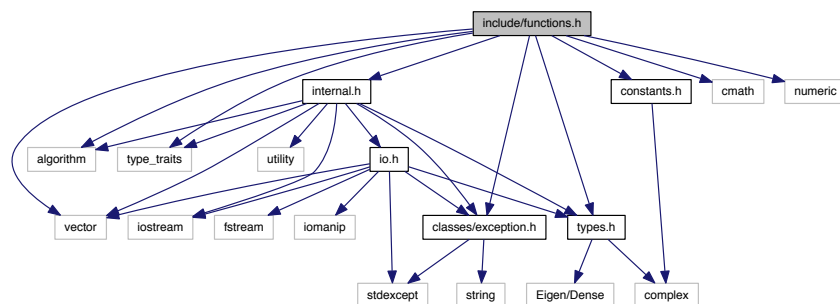 include/functions.h
internal.h
constants.h
cmath
numeric
algorithm
type_traits
utility
io.h
vector
iostream
fstream
iomanip
classes/exception.h
types.h
stdexcept
string
Eigen/Dense
complex